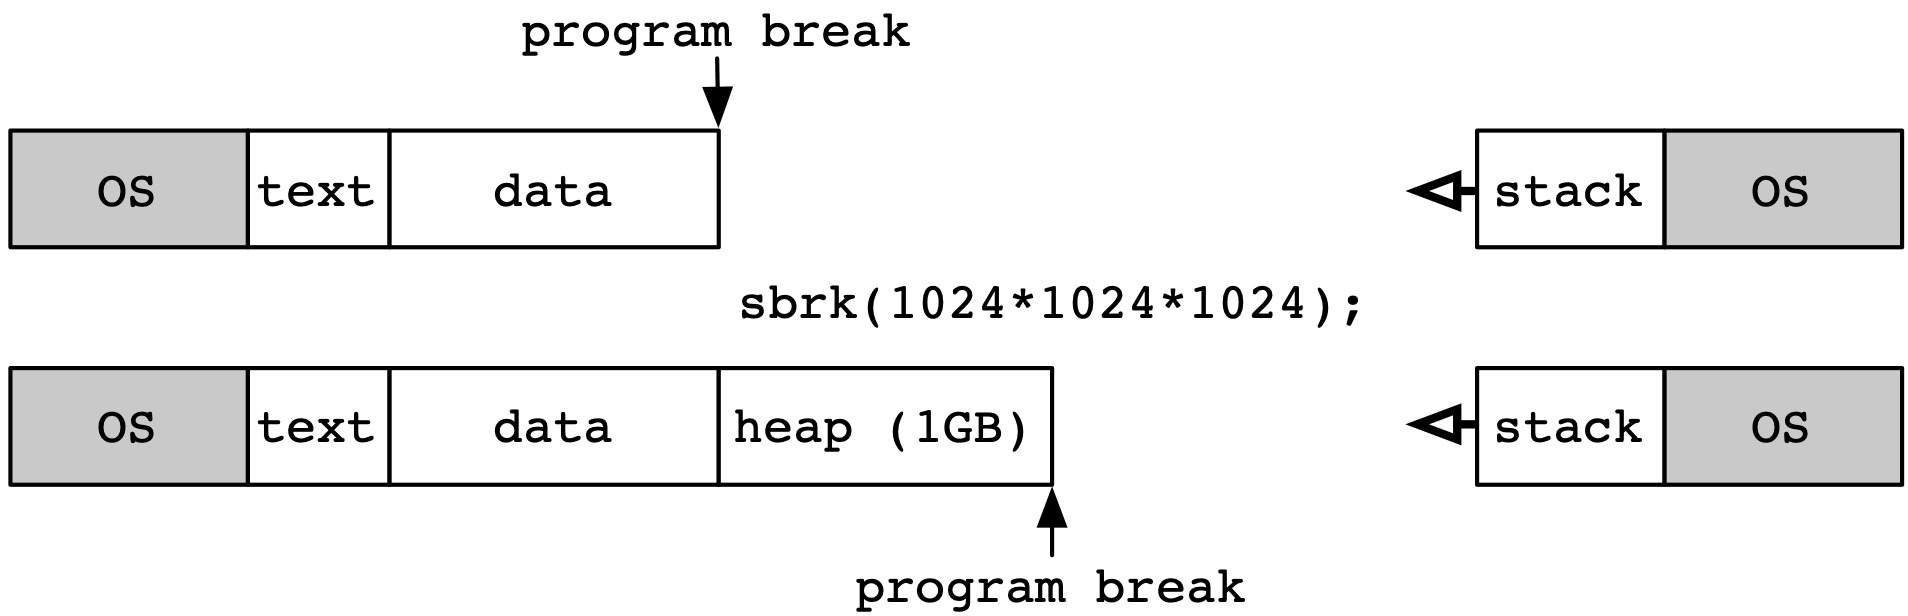 program break
OS text data stack OS
sbrk(1024*1024*1024);
OS text data heap (1GB) stack OS
program break